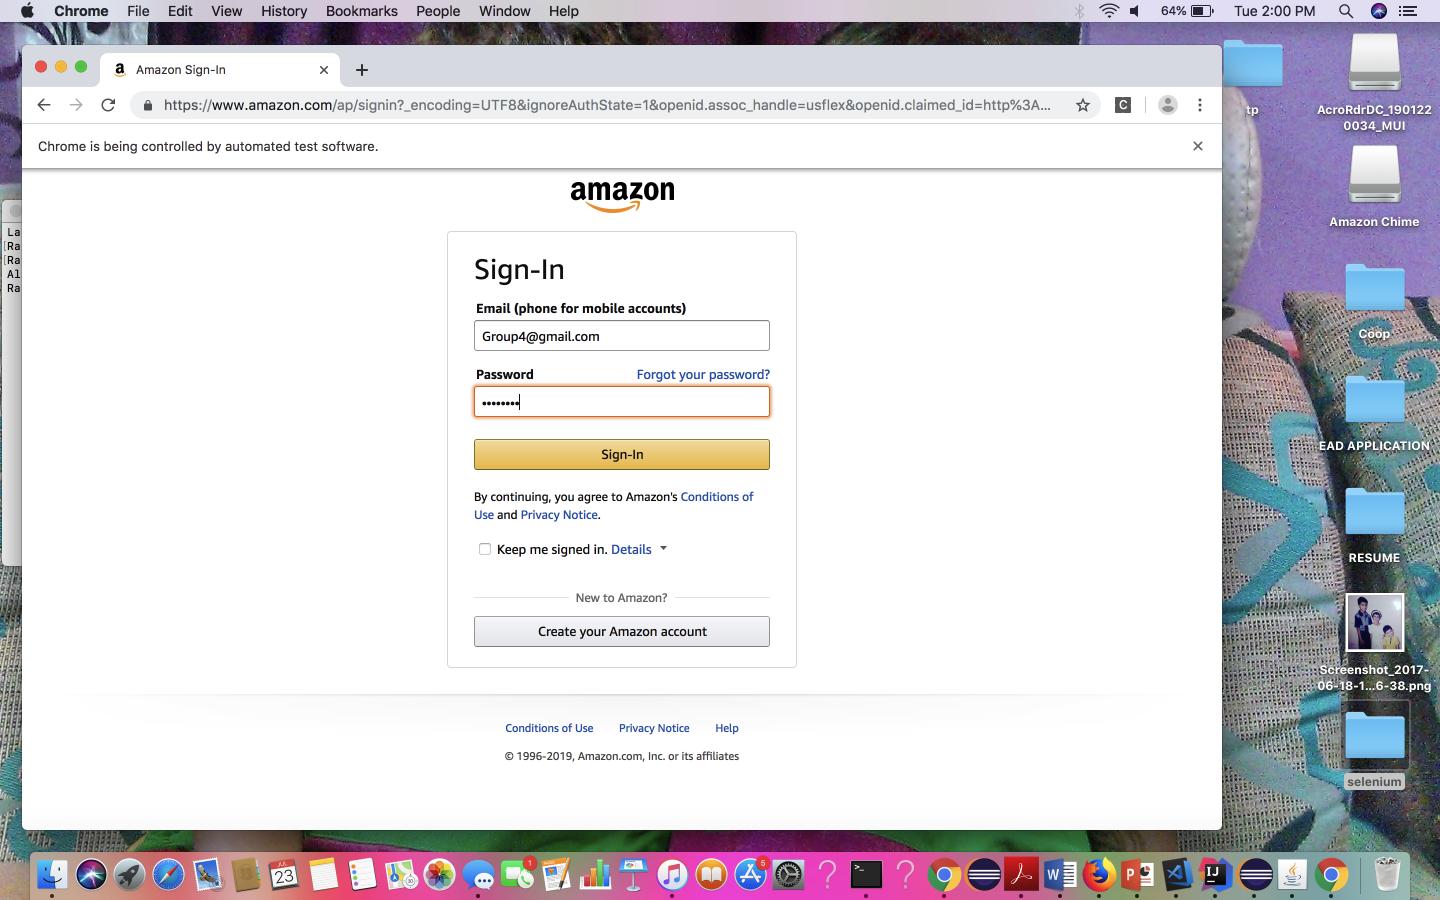 Chrome File Edit View History Bookmarks People Window Help
64% Tue 2:00 PM
Amazon Sign-In
https://www.amazon.com/ap/signin?_encoding=UTF8&ignoreAuthState=1&openid.assoc_handle=usflex&openid.claimed_id=http%3A...
C
Chrome is being controlled by automated test software.
amazon
Sign-In
Email (phone for mobile accounts)
Group4@gmail.com
Password Forgot your password?
••••••••
Sign-In
By continuing, you agree to Amazon's Conditions of
Use and Privacy Notice.
Keep me signed in. Details
New to Amazon?
Create your Amazon account
Conditions of Use Privacy Notice Help
© 1996-2019, Amazon.com, Inc. or its affiliates
La
[Ra
[Ra
Al
Ra
tp
AcroRdrDC_190122
0034_MUI
Amazon Chime
Coop
EAD APPLICATION
RESUME
Screenshot_2017-
06-18-1...6-38.png
selenium
JUL
23
1
5
W
P
IJ